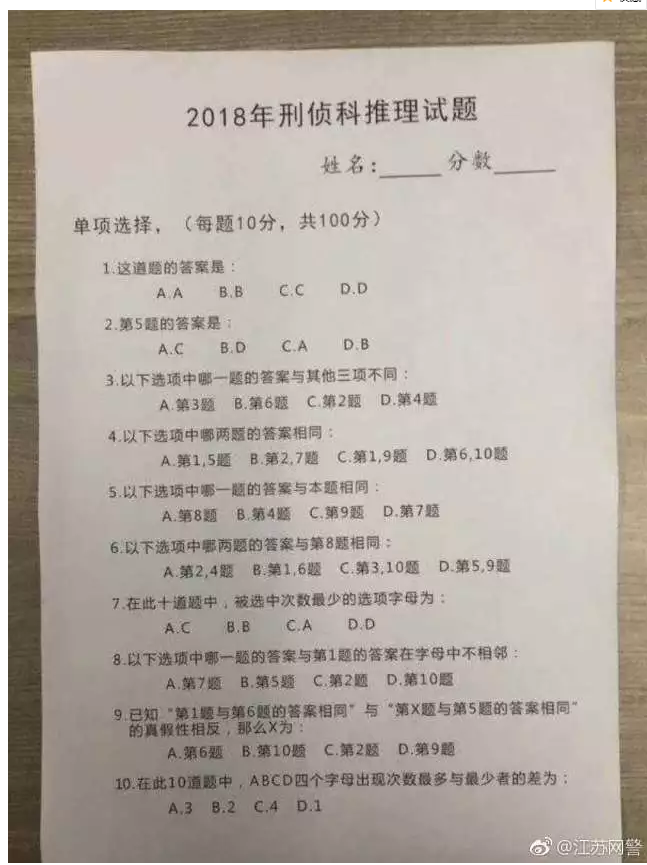 2018年刑侦科推理试题
姓名:_____ 分数_____
单项选择，（每题10分，共100分）
1.这道题的答案是：
A.A B.B C.C D.D
2.第5题的答案是：
A.C B.D C.A D.B
3.以下选项中哪一题的答案与其他三项不同：
A.第3题 B.第6题 C.第2题 D.第4题
4.以下选项中哪两题的答案相同：
A.第1,5题 B.第2,7题 C.第1,9题 D.第6,10题
5.以下选项中哪一题的答案与本题相同：
A.第8题 B.第4题 C.第9题 D.第7题
6.以下选项中哪两题的答案与第8题相同：
A.第2,4题 B.第1,6题 C.第3,10题 D.第5,9题
7.在此十道题中，被选中次数最少的选项字母为：
A.C B.B C.A D.D
8.以下选项中哪一题的答案与第1题的答案在字母中不相邻：
A.第7题 B.第5题 C.第2题 D.第10题
9.已知“第1题与第6题的答案相同”与“第X题与第5题的答案相同”
的真假性相反，那么X为：
A.第6题 B.第10题 C.第2题 D.第9题
10.在此10道题中，ABCD四个字母出现次数最多与最少者的差为：
A.3 B.2 C.4 D.1
@江苏网警